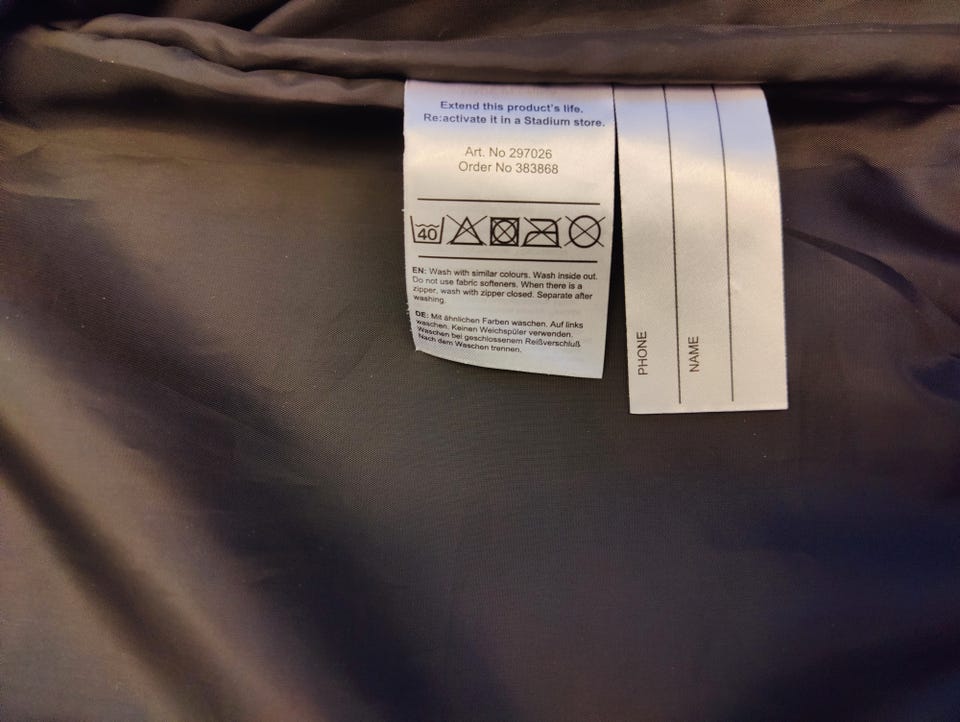 Extend this product's life.
Re:activate it in a Stadium store.
Art. No 297026
Order No 383868
40
EN: Wash with similar colours. Wash inside out.
Do not use fabric softeners. When there is a
zipper, wash with zipper closed. Separate after
washing.
DE: Mit ähnlichen Farben waschen. Auf links
waschen. Keinen Weichspüler verwenden.
Waschen bei geschlossenem Reißverschluß
Nach dem Waschen trennen.
PHONE
NAME